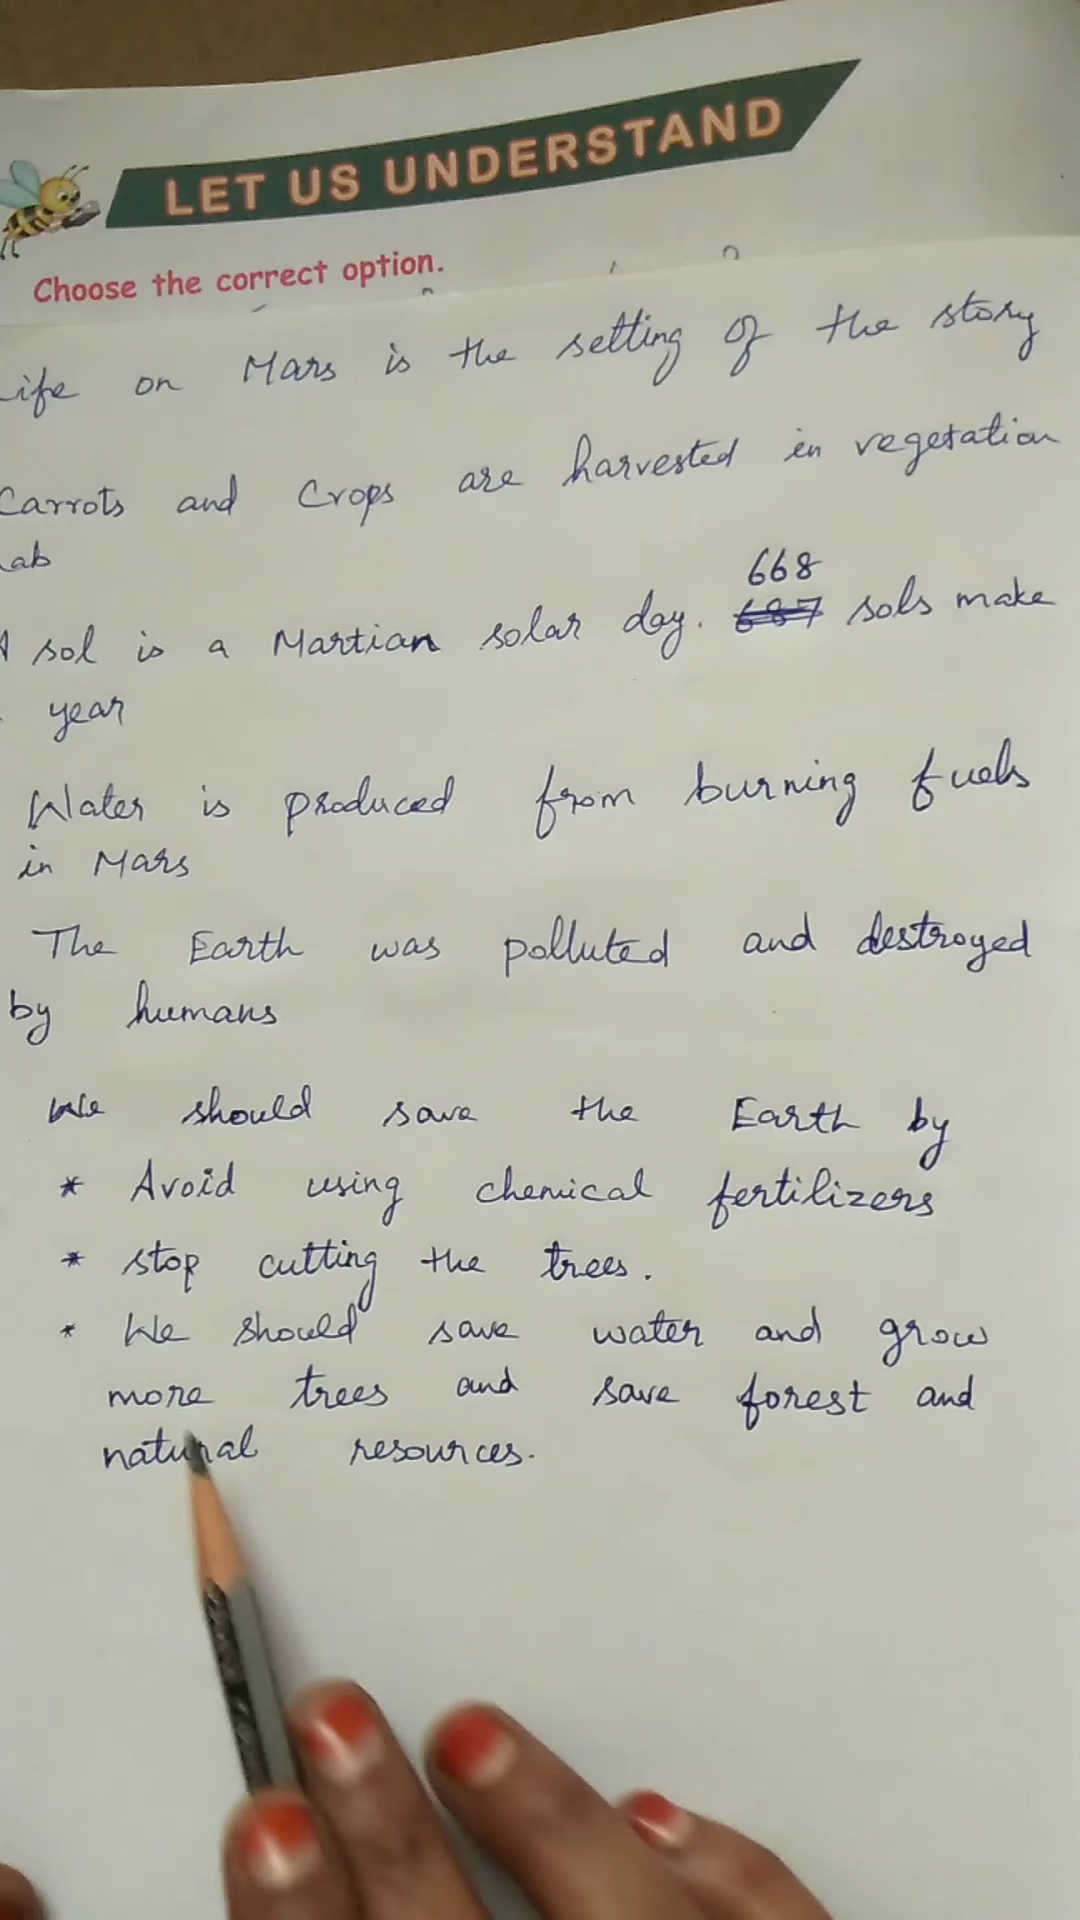 LET US UNDERSTAND
Choose the correct option.
Life on Mars is the setting of the story
Carrots and Crops are harvested in vegetation
Lab
A sol is a Martian solar day. 668 sols make
year
Water is produced from burning fuels
in Mars
The Earth was polluted and destroyed
by humans
We should save the Earth by
* Avoid using chemical fertilizers
* stop cutting the trees.
* We should save water and grow
more trees and save forest and
natural resources.